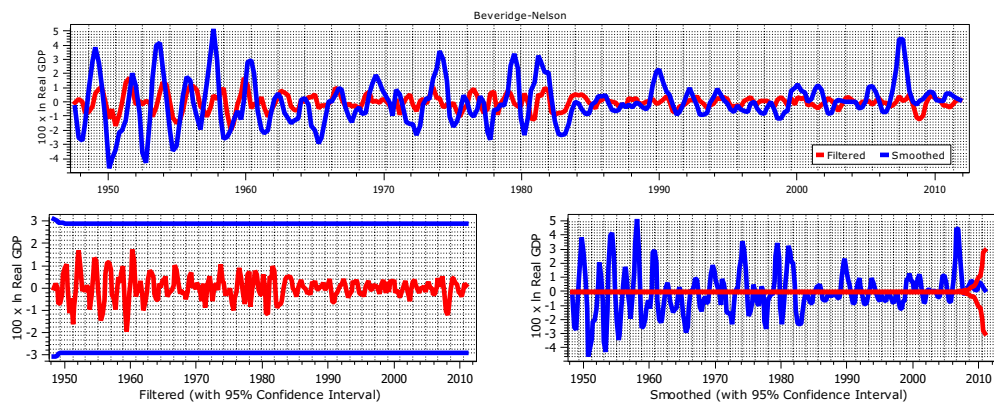 Beveridge-Nelson
100 x ln Real GDP
5
4
3
2
1
0
-1
-2
-3
-4
Filtered Smoothed
1950 1960 1970 1980 1990 2000 2010
100 x ln Real GDP
3
2
1
0
-1
-2
-3
1950 1960 1970 1980 1990 2000 2010
Filtered (with 95% Confidence Interval)
100 x ln Real GDP
5
4
3
2
1
0
-1
-2
-3
-4
1950 1960 1970 1980 1990 2000 2010
Smoothed (with 95% Confidence Interval)